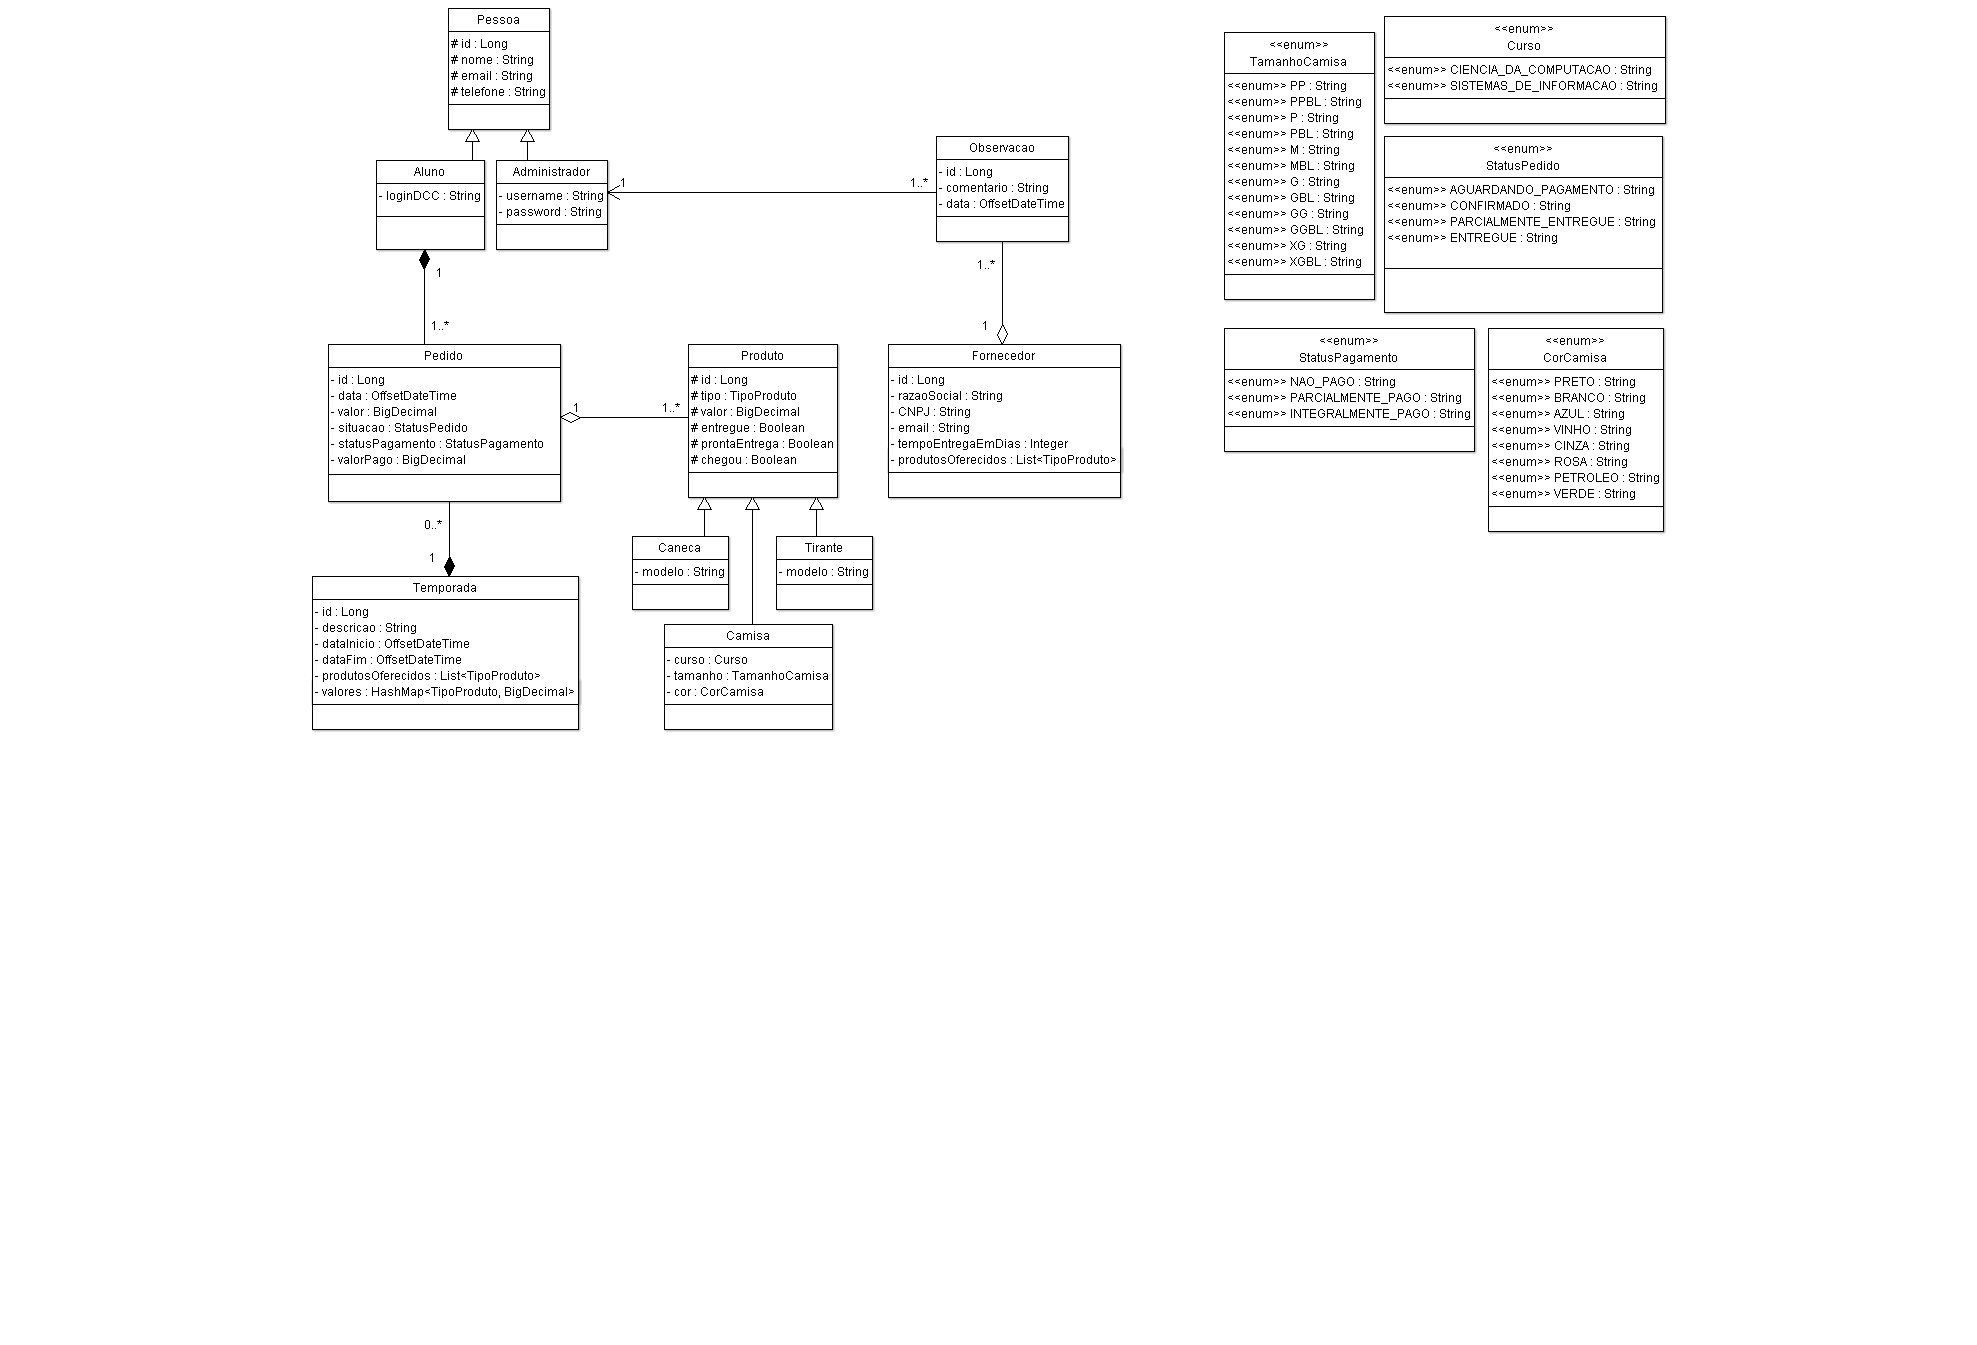 Pessoa
# id : Long
# nome : String
# email : String
# telefone : String
Aluno
- loginDCC : String
Administrador
- username : String
- password : String
1
1..*
Observacao
- id : Long
- comentario : String
- data : OffsetDateTime
1
1..*
1..*
1
Pedido
- id : Long
- data : OffsetDateTime
- valor : BigDecimal
- situacao : StatusPedido
- statusPagamento : StatusPagamento
- valorPago : BigDecimal
1
1..*
Produto
# id : Long
# tipo : TipoProduto
# valor : BigDecimal
# entregue : Boolean
# prontaEntrega : Boolean
# chegou : Boolean
Fornecedor
- id : Long
- razaoSocial : String
- CNPJ : String
- email : String
- tempoEntregaEmDias : Integer
- produtosOferecidos : List<TipoProduto>
0..*
1
Caneca
- modelo : String
Tirante
- modelo : String
Temporada
- id : Long
- descricao : String
- dataInicio : OffsetDateTime
- dataFim : OffsetDateTime
- produtosOferecidos : List<TipoProduto>
- valores : HashMap<TipoProduto, BigDecimal>
Camisa
- curso : Curso
- tamanho : TamanhoCamisa
- cor : CorCamisa
<<enum>>
TamanhoCamisa
<<enum>> PP : String
<<enum>> PPBL : String
<<enum>> P : String
<<enum>> PBL : String
<<enum>> M : String
<<enum>> MBL : String
<<enum>> G : String
<<enum>> GBL : String
<<enum>> GG : String
<<enum>> GGBL : String
<<enum>> XG : String
<<enum>> XGBL : String
<<enum>>
Curso
<<enum>> CIENCIA_DA_COMPUTACAO : String
<<enum>> SISTEMAS_DE_INFORMACAO : String
<<enum>>
StatusPedido
<<enum>> AGUARDANDO_PAGAMENTO : String
<<enum>> CONFIRMADO : String
<<enum>> PARCIALMENTE_ENTREGUE : String
<<enum>> ENTREGUE : String
<<enum>>
StatusPagamento
<<enum>> NAO_PAGO : String
<<enum>> PARCIALMENTE_PAGO : String
<<enum>> INTEGRALMENTE_PAGO : String
<<enum>>
CorCamisa
<<enum>> PRETO : String
<<enum>> BRANCO : String
<<enum>> AZUL : String
<<enum>> VINHO : String
<<enum>> CINZA : String
<<enum>> ROSA : String
<<enum>> PETROLEO : String
<<enum>> VERDE : String